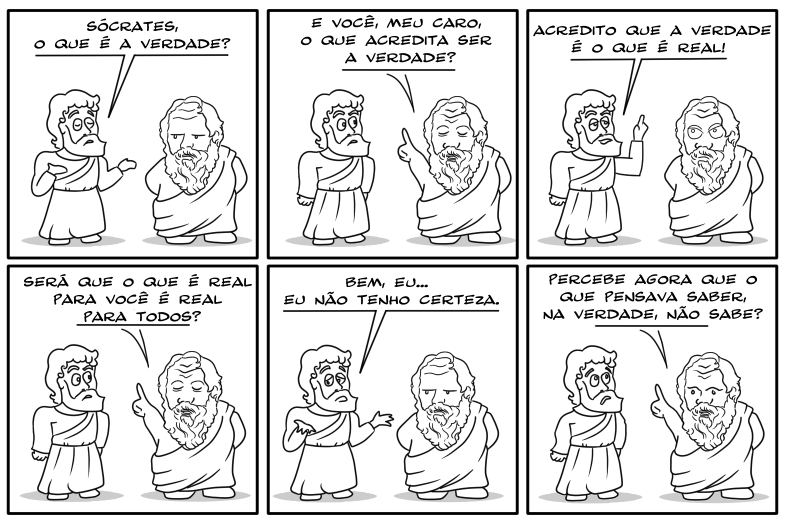 SÓCRATES,
O QUE É A VERDADE?
E VOCÊ, MEU CARO,
O QUE ACREDITA SER
A VERDADE?
ACREDITO QUE A VERDADE
É O QUE É REAL!
SERÁ QUE O QUE É REAL
PARA VOCÊ É REAL
PARA TODOS?
BEM, EU...
EU NÃO TENHO CERTEZA.
PERCEBE AGORA QUE O
QUE PENSAVA SABER,
NA VERDADE, NÃO SABE?